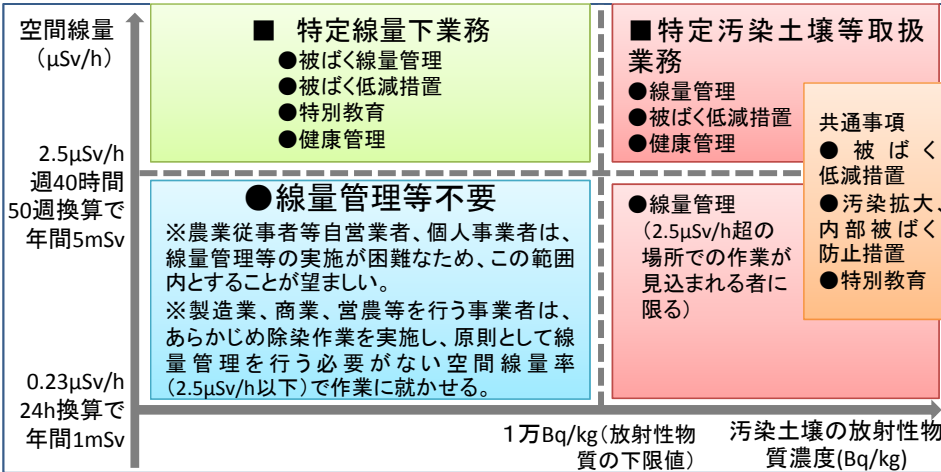 空間線量
（μSv/h）
2.5μSv/h
週40時間
50週換算で
年間5mSv
0.23μSv/h
24h換算で
年間1mSv
■ 特定線量下業務
●被ばく線量管理
●被ばく低減措置
●特別教育
●健康管理
■特定汚染土壌等取扱
業務
●線量管理
●被ばく低減措置
●健康管理
共通事項
●被ばく
低減措置
●汚染拡大、
内部被ばく
防止措置
●特別教育
●線量管理等不要
※農業従事者等自営業者、個人事業者は、
線量管理等の実施が困難なため、この範囲
内とすることが望ましい。
※製造業、商業、営農等を行う事業者は、
あらかじめ除染作業を実施し、原則として線
量管理を行う必要がない空間線量率
（2.5μSv/h以下）で作業に就かせる。
●線量管理
（2.5μSv/h超の
場所での作業が
見込まれる者に
限る）
１万Bq/kg（放射性物
質の下限値）
汚染土壌の放射性物
質濃度(Bq/kg)